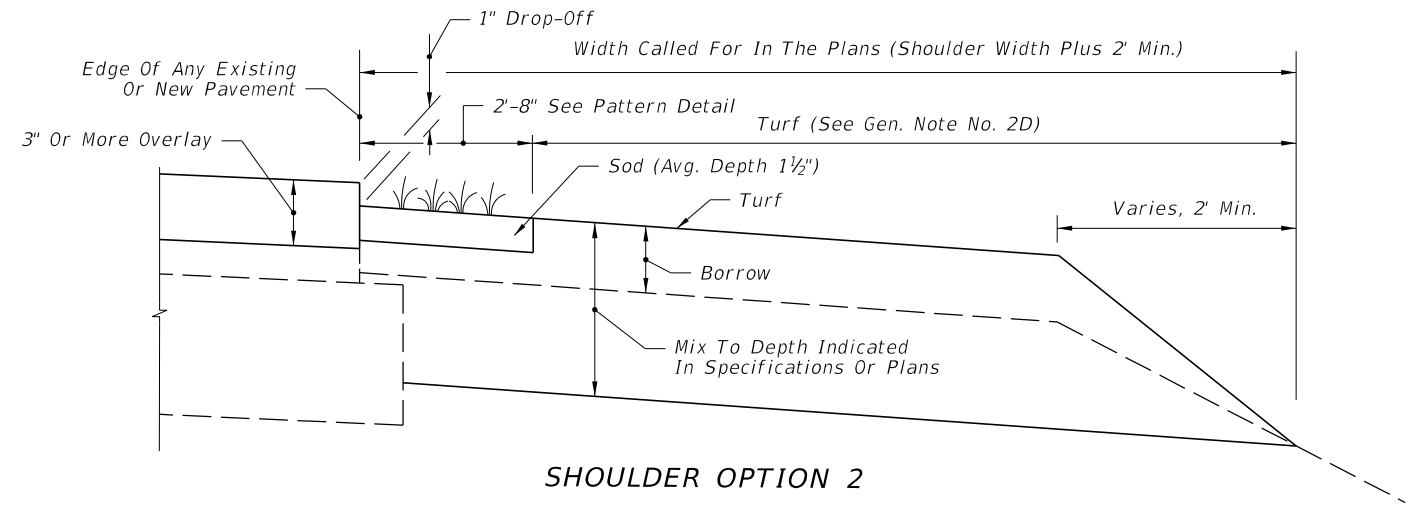 1" Drop-Off
Width Called For In The Plans (Shoulder Width Plus 2' Min.)
Edge Of Any Existing
Or New Pavement
2'-8" See Pattern Detail
Turf (See Gen. Note No. 2D)
3" Or More Overlay
Sod (Avg. Depth 1½")
Turf
Varies, 2' Min.
Borrow
Mix To Depth Indicated
In Specifications Or Plans
SHOULDER OPTION 2